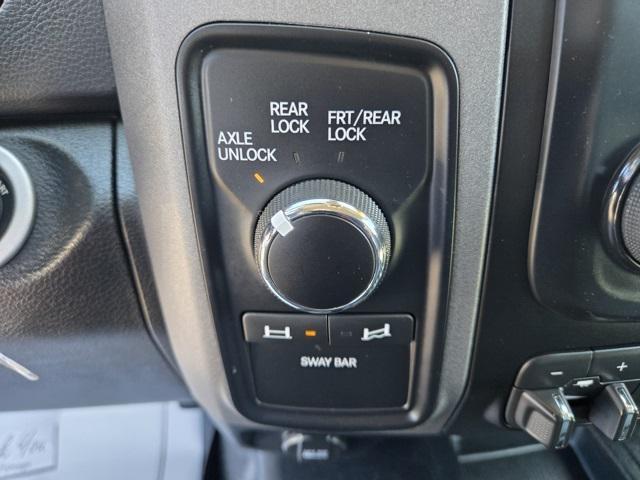 AXLE
UNLOCK
REAR
LOCK
FRT/REAR
LOCK
SWAY BAR
- +